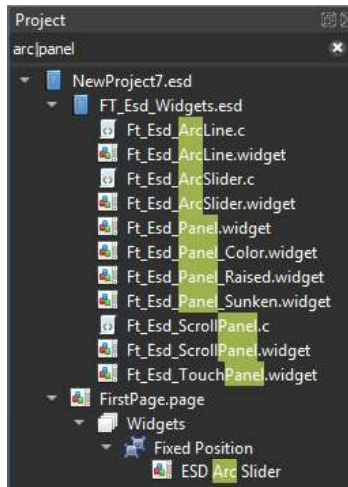 Project
arc|panel
NewProject7.esd
FT_Esd_Widgets.esd
Ft_Esd_ArcLine.c
Ft_Esd_ArcLine.widget
Ft_Esd_ArcSlider.c
Ft_Esd_ArcSlider.widget
Ft_Esd_Panel.widget
Ft_Esd_Panel_Color.widget
Ft_Esd_Panel_Raised.widget
Ft_Esd_Panel_Sunken.widget
Ft_Esd_ScrollPanel.c
Ft_Esd_ScrollPanel.widget
Ft_Esd_TouchPanel.widget
FirstPage.page
Widgets
Fixed Position
ESD Arc Slider